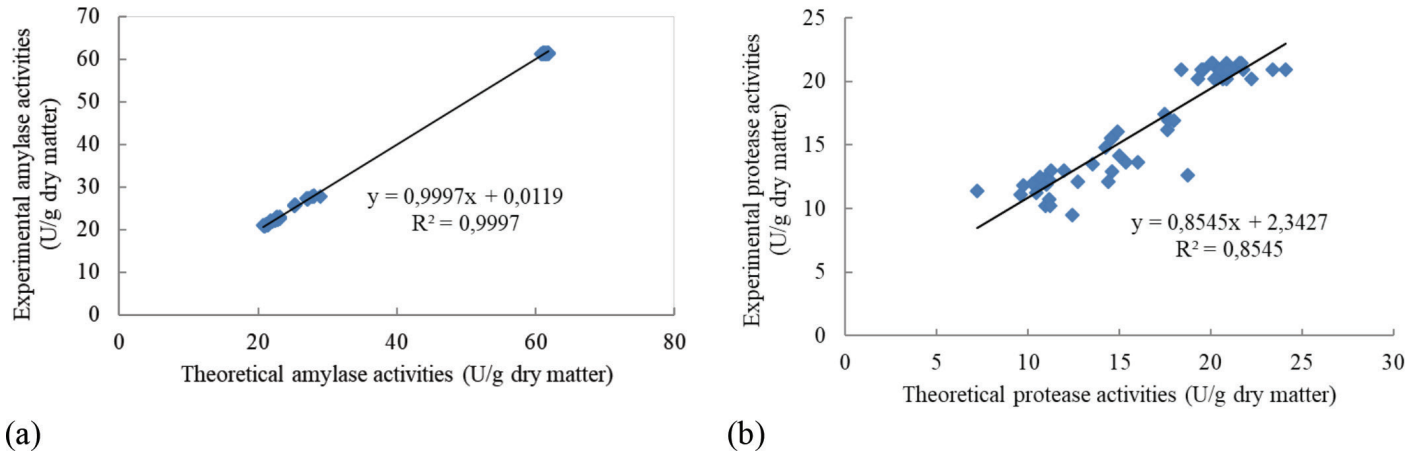 Experimental amylase activities
(U/g dry matter)
70
60
50
40
30
20
10
0
y = 0,9997x + 0,0119
R² = 0,9997
0 20 40 60 80
Theoretical amylase activities (U/g dry matter)
(a)
Experimental protease activities
(U/g dry matter)
25
20
15
10
5
0
y = 0,8545x + 2,3427
R² = 0,8545
0 5 10 15 20 25 30
Theoretical protease activities (U/g dry matter)
(b)